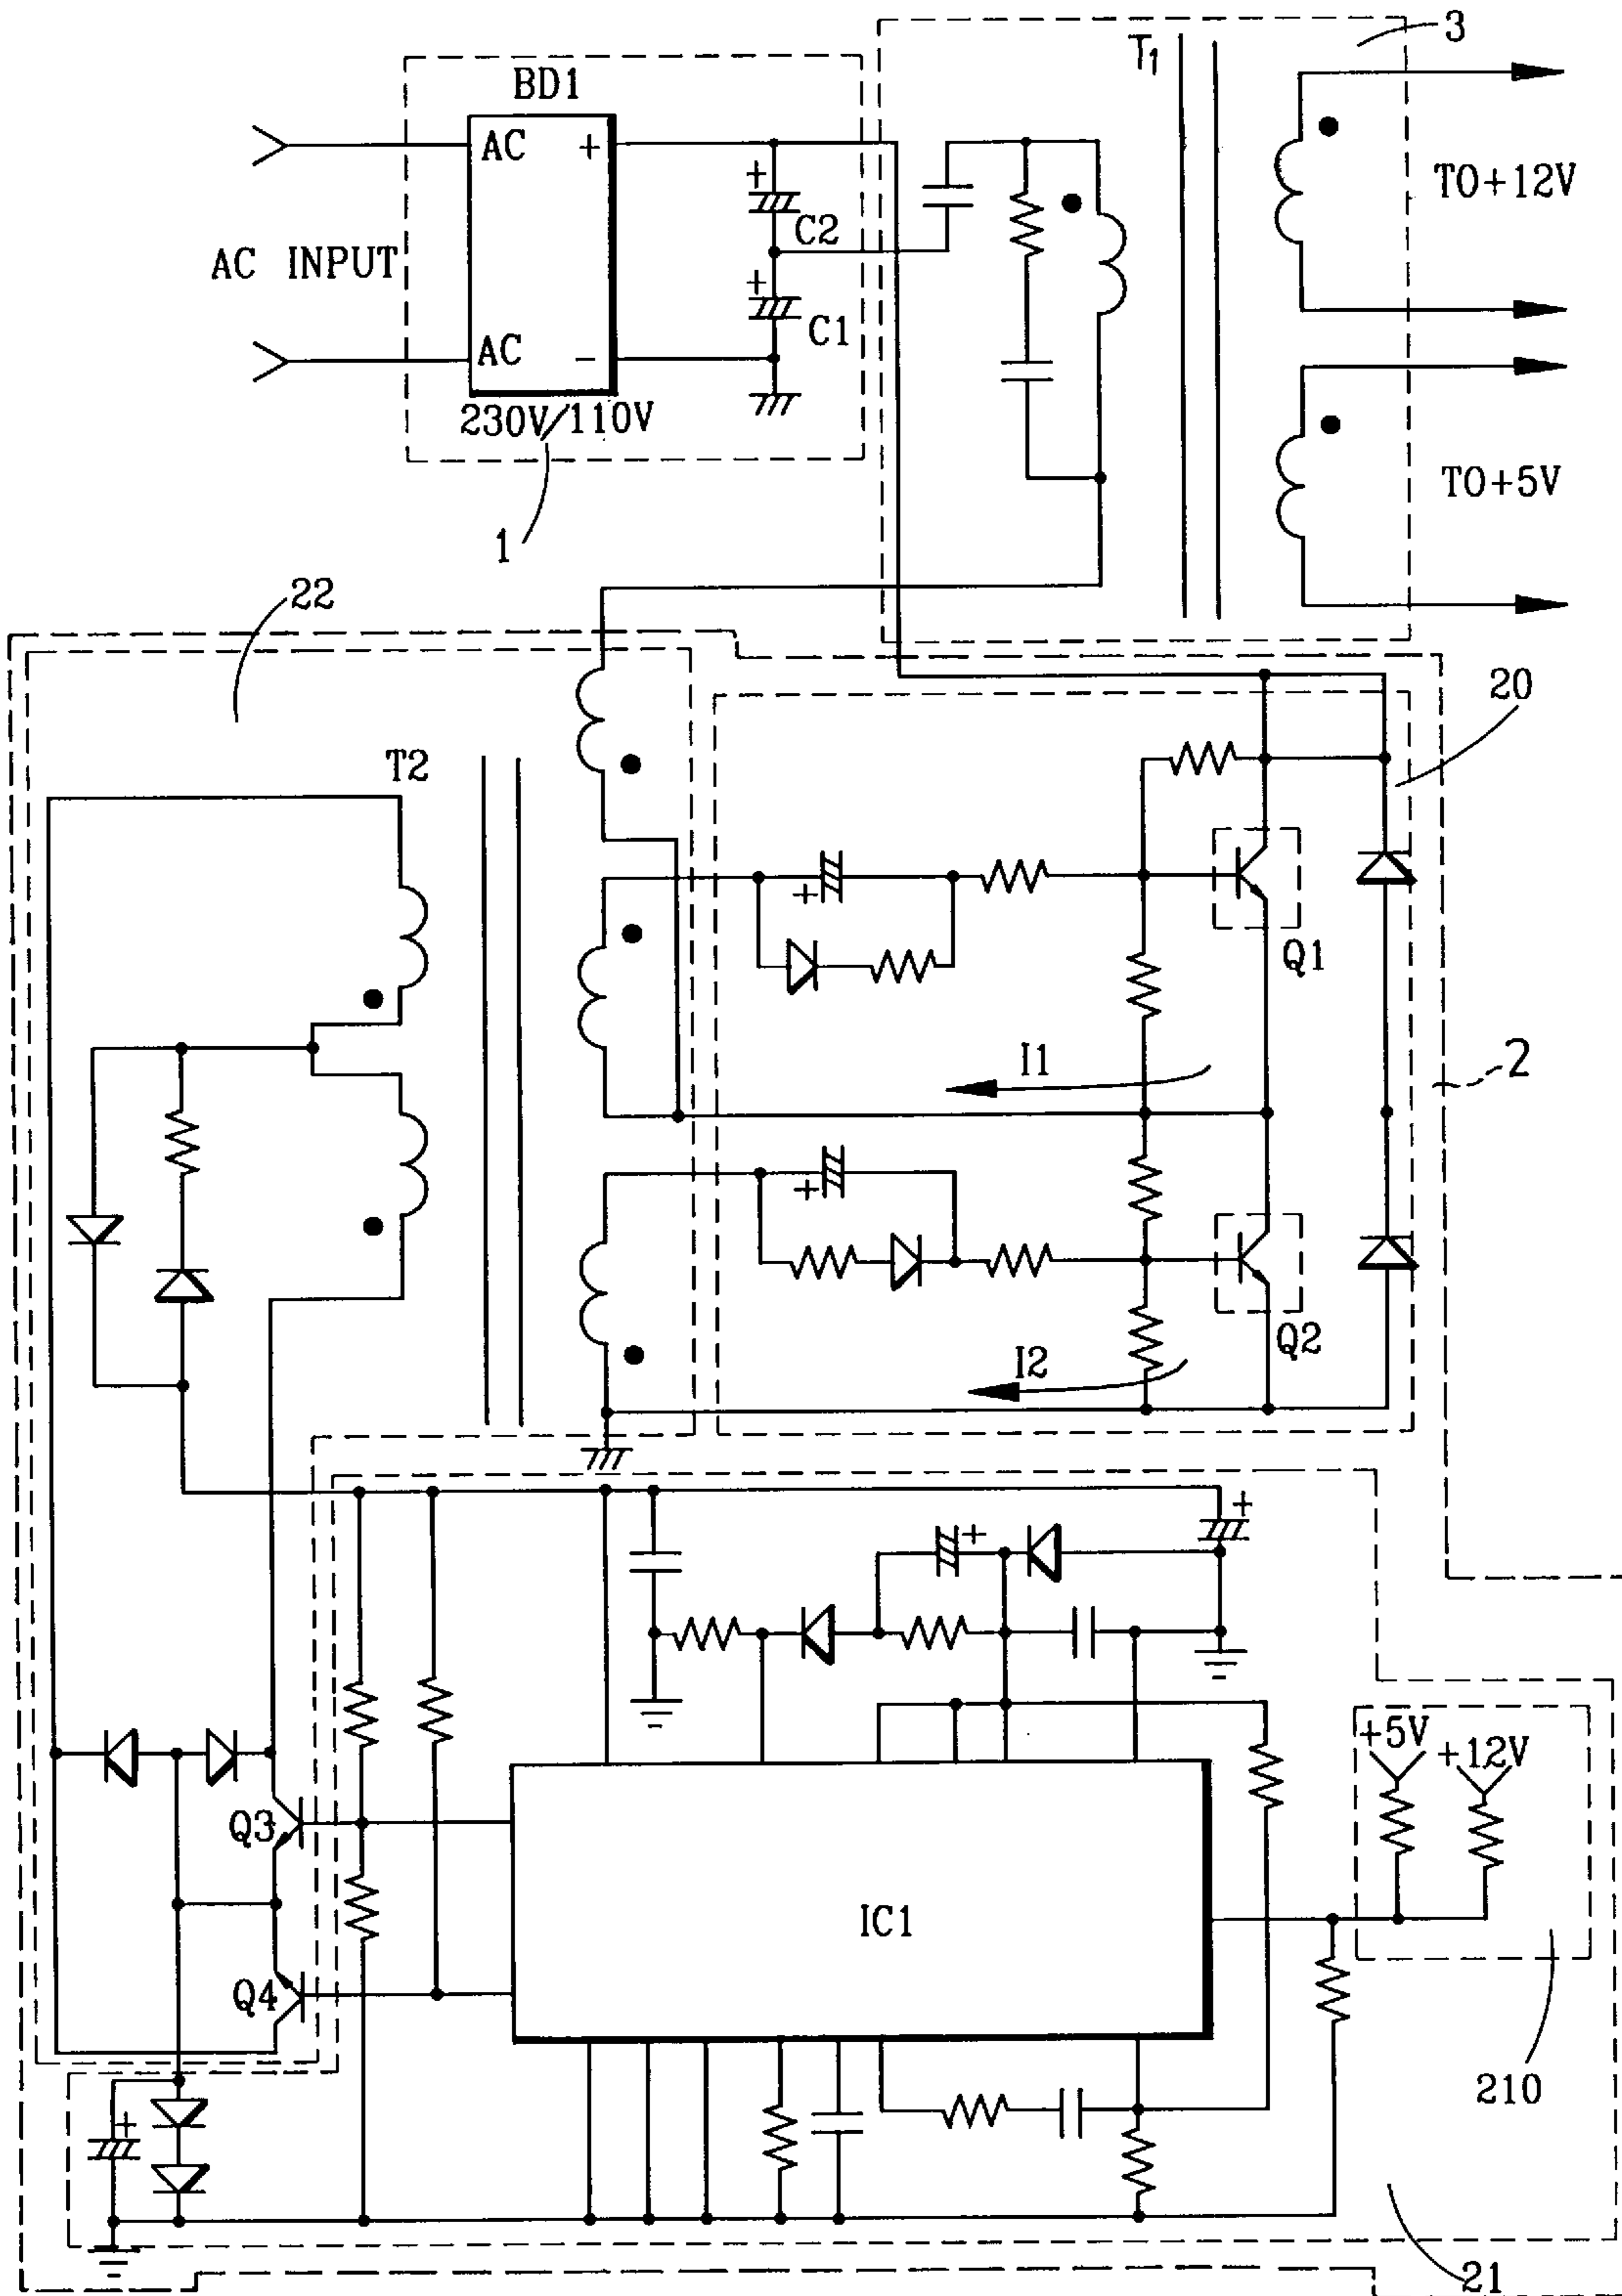 3
T1
BD1
AC
+
+
TO+12V
C2
AC INPUT
+
C1
AC
−
230V/110V
TO+5V
1
22
20
T2
+
Q1
I1
2
+
Q2
I2
+
+
+5V
+12V
Q3
IC1
Q4
210
+
21